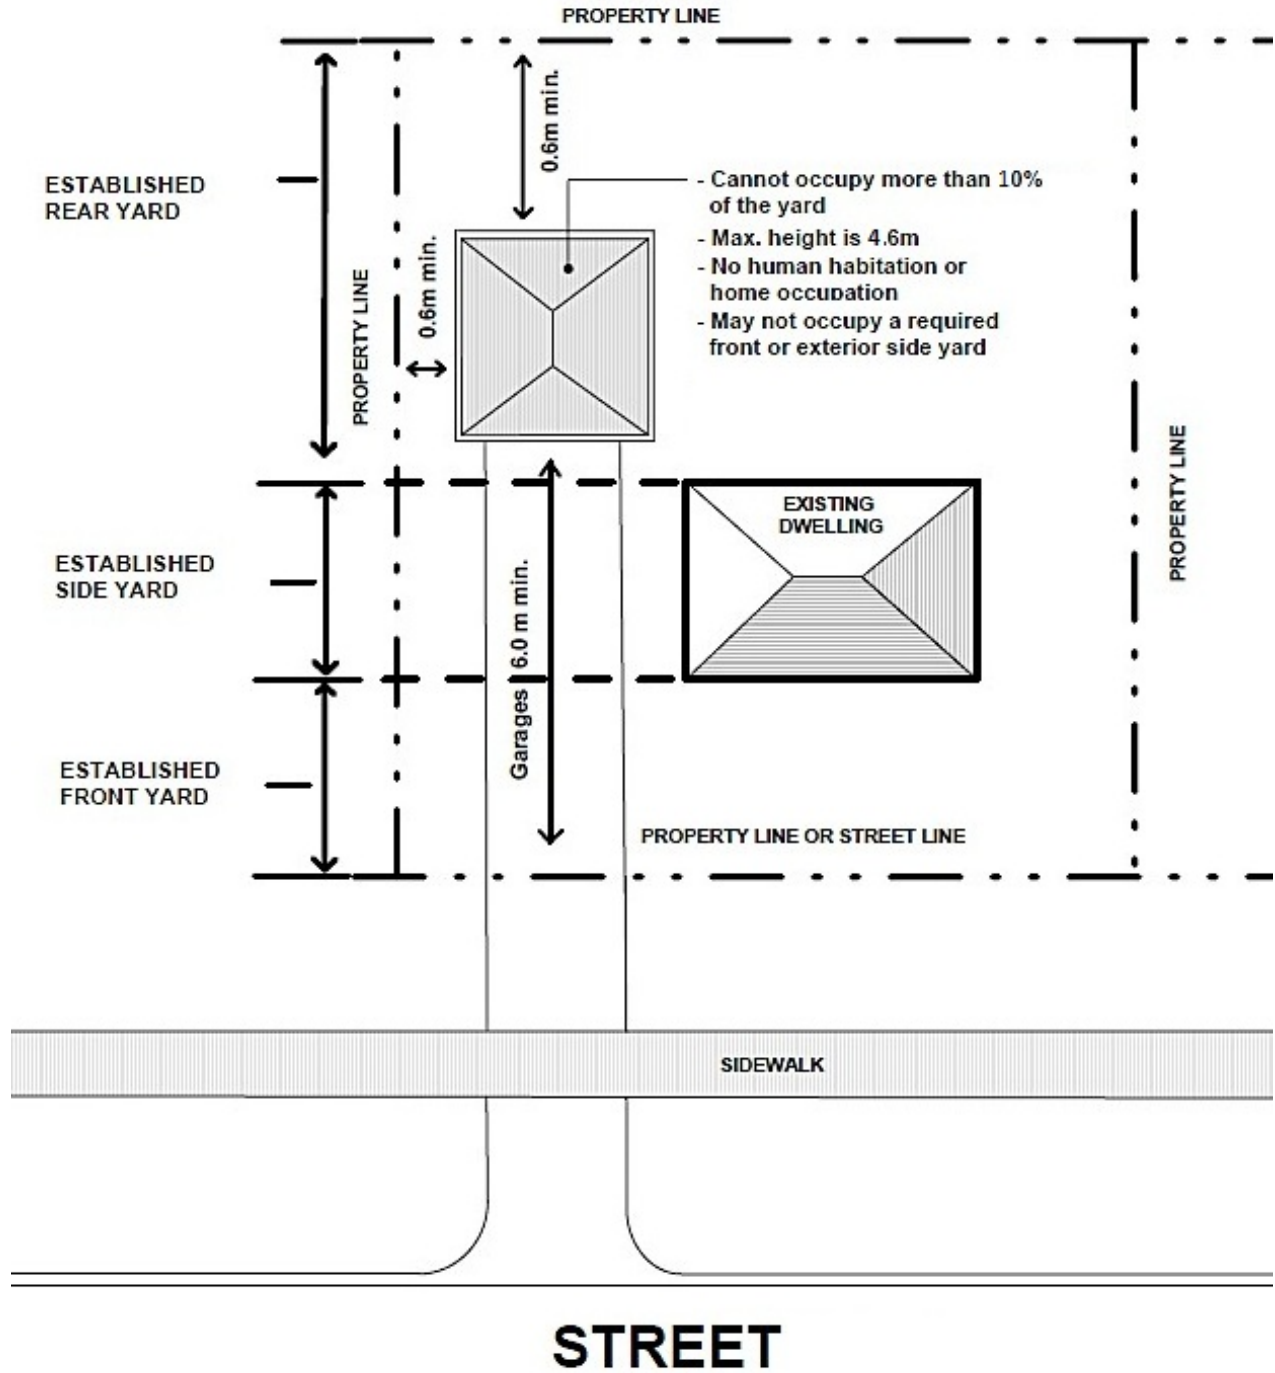 PROPERTY LINE
0.6m min.
ESTABLISHED
REAR YARD
- Cannot occupy more than 10%
of the yard
- Max. height is 4.6m
- No human habitation or
home occupation
- May not occupy a required
front or exterior side yard
0.6m min.
PROPERTY LINE
PROPERTY LINE
EXISTING
DWELLING
ESTABLISHED
SIDE YARD
Garages 6.0 m min.
ESTABLISHED
FRONT YARD
PROPERTY LINE OR STREET LINE
SIDEWALK
STREET